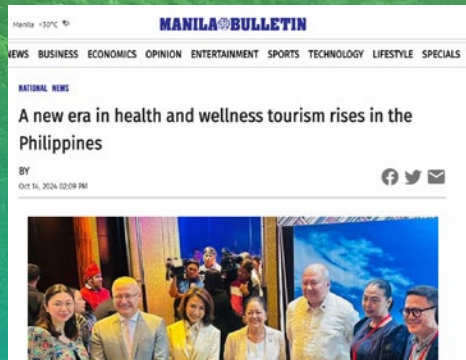 Manila +30°C
MANILA BULLETIN
NEWS BUSINESS ECONOMICS OPINION ENTERTAINMENT SPORTS TECHNOLOGY LIFESTYLE SPECIALS
NATIONAL NEWS
A new era in health and wellness tourism rises in the
Philippines
BY
Oct 14, 2024 02:09 PM